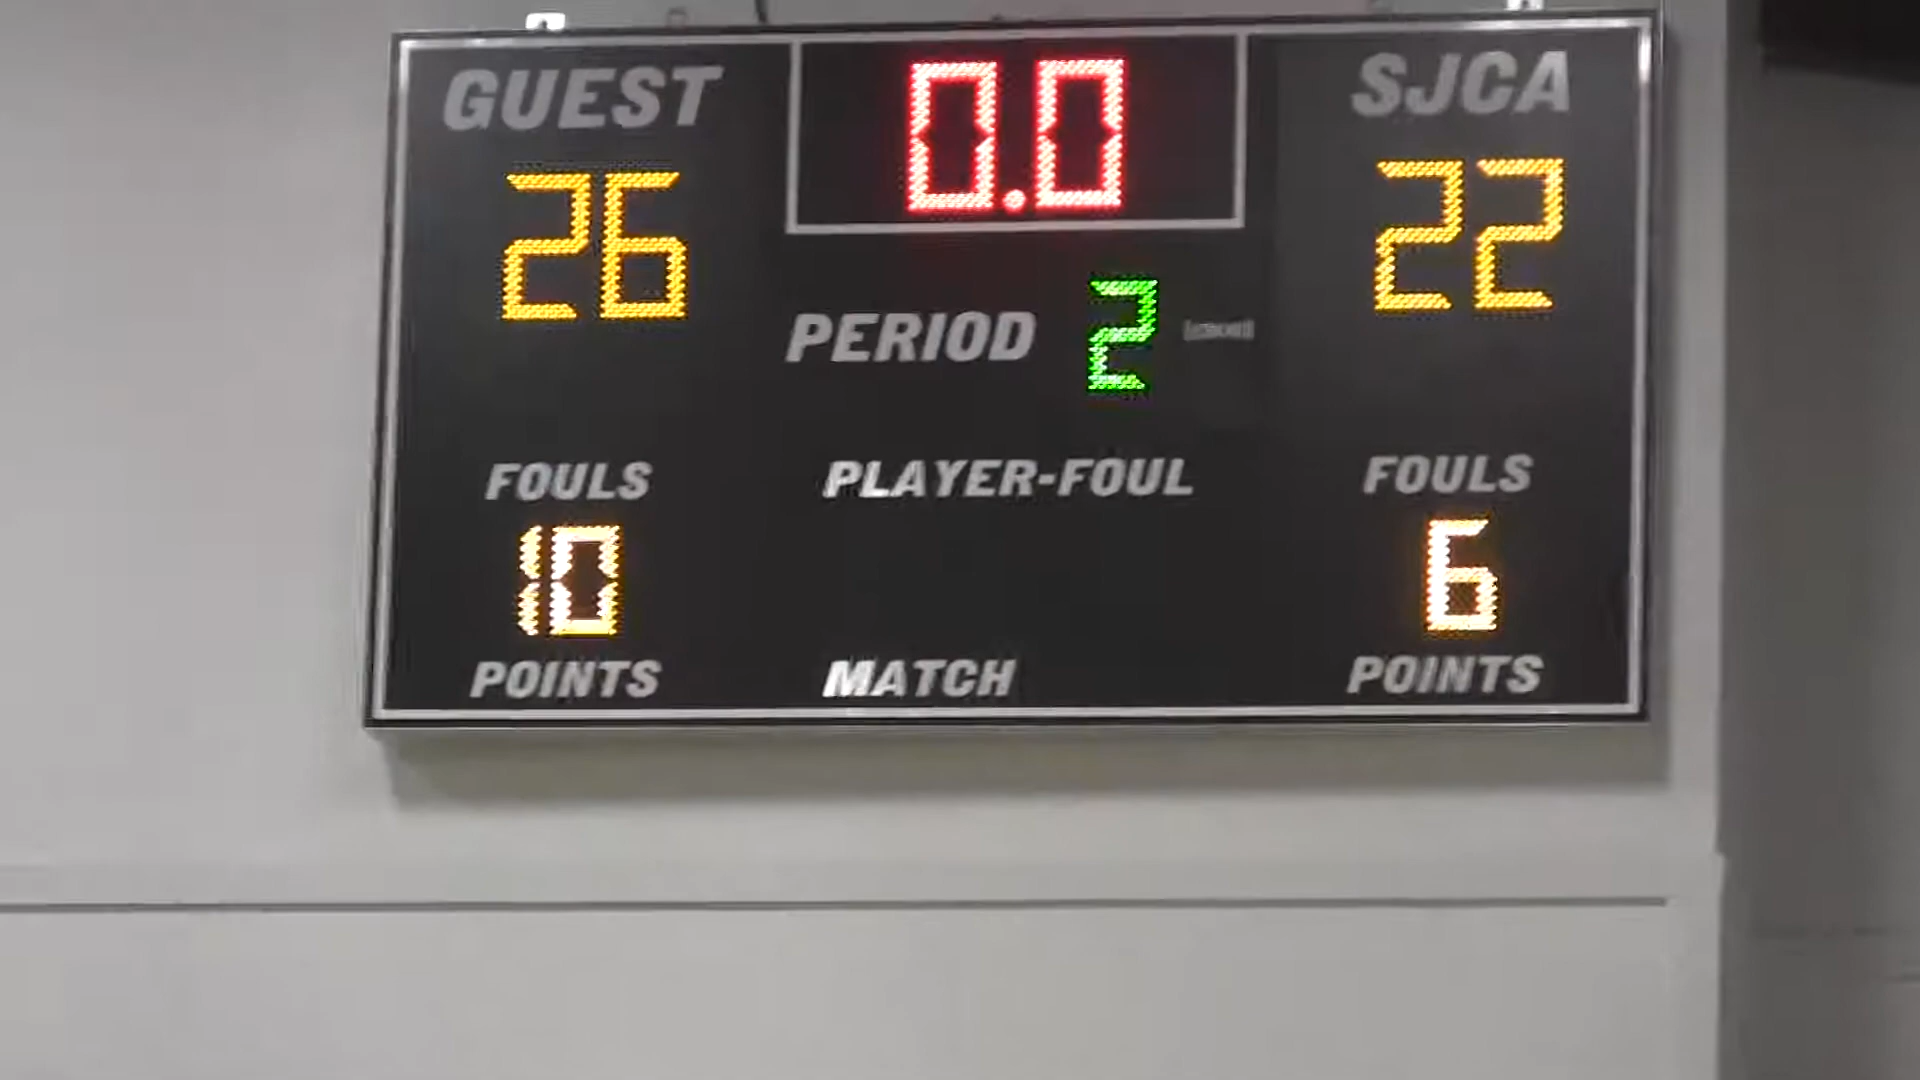 GUEST 0.0 SJCA
26 22
PERIOD 2
FOULS PLAYER-FOUL FOULS
10 6
POINTS MATCH POINTS